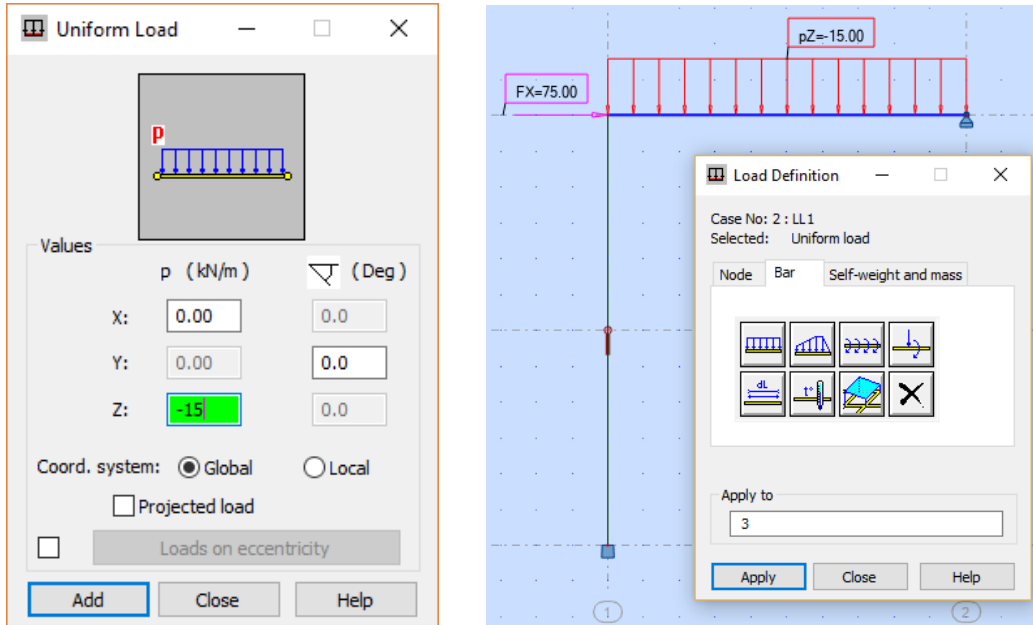 Uniform Load
p
Values
p (kN/m) (Deg)
X: 0.00 0.0
Y: 0.00 0.0
Z: -15 0.0
Coord. system: Global Local
Projected load
Loads on eccentricity
Add Close Help
pZ=-15.00
FX=75.00
Load Definition
Case No: 2 : LL1
Selected: Uniform load
Node Bar Self-weight and mass
dL t°
Apply to
3
Apply Close Help
1 2